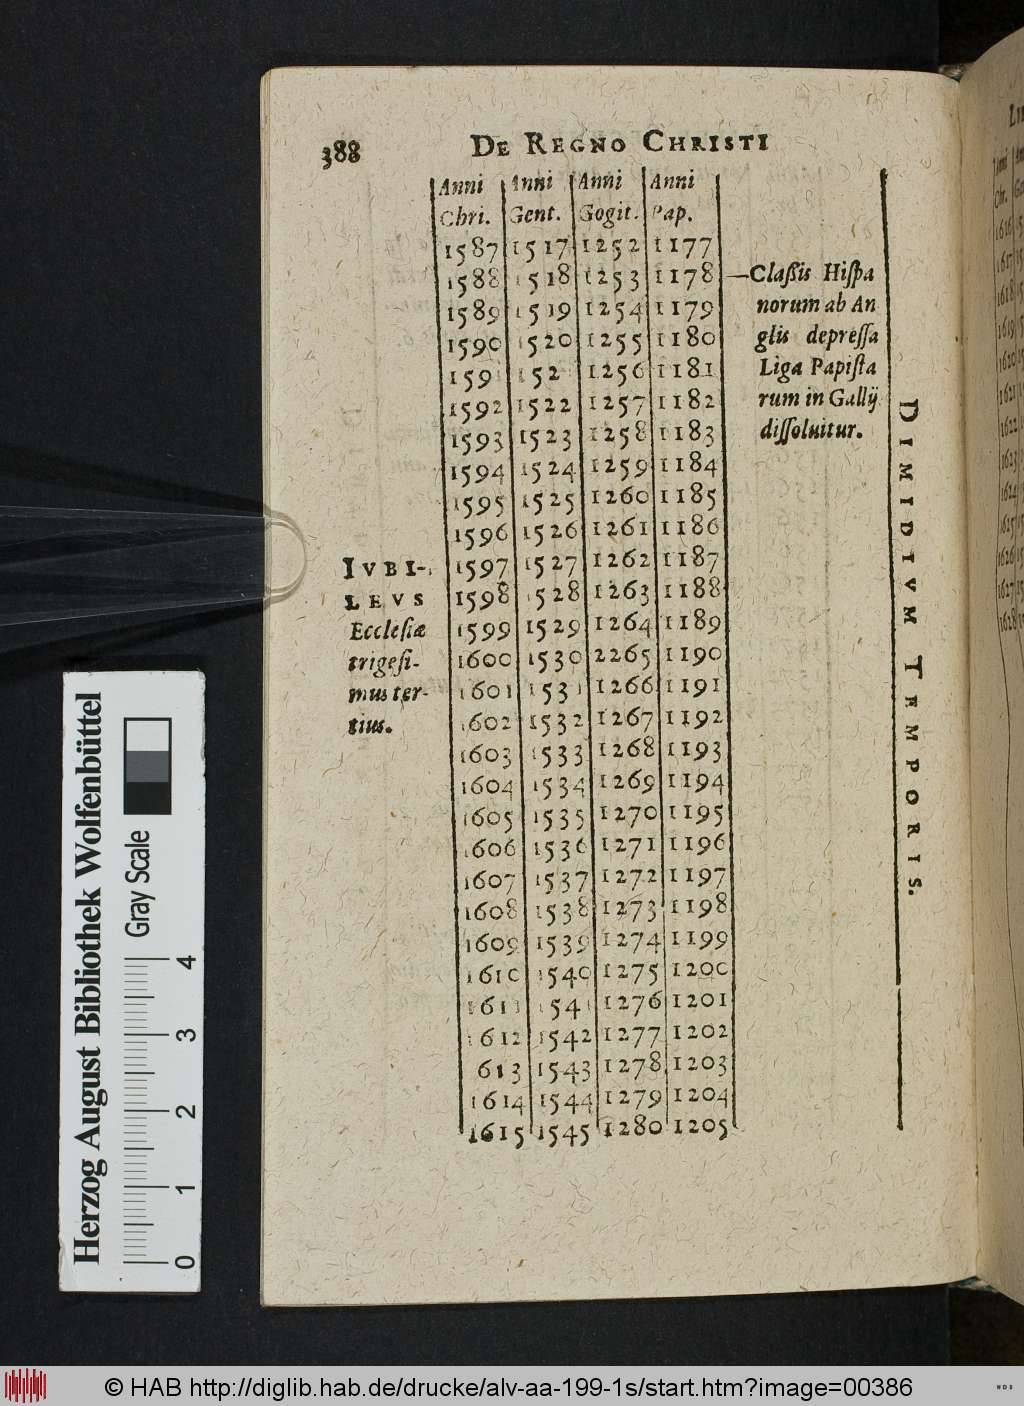 388 DE REGNO CHRISTI
Anni Anni Anni Anni
Chri. Gent. Gogit. Pap.
1587 1517 1252 1177
1588 1518 1253 1178
1589 1519 1254 1179
1590 1520 1255 1180
159 152 1256 1181
1592 1522 1257 1182
1593 1523 1258 1183
1594 1524 1259 1184
1595 1525 1260 1185
1596 1526 1261 1186
1597 1527 1262 1187
1598 1528 1263 1188
1599 1529 1264 1189
1600 1530 2265 1190
1601 1531 1266 1191
1602 1532 1267 1192
1603 1533 1268 1193
1604 1534 1269 1194
1605 1535 1270 1195
1606 1536 1271 1196
1607 1537 1272 1197
1608 1538 1273 1198
1609 1539 1274 1199
1610 1540 1275 1200
1611 1541 1276 1201
1612 1542 1277 1202
613 1543 1278 1203
1614 1544 1279 1204
1615 1545 1280 1205
—Claßis Hiſpa
norum ab An
glis depreſſa
Liga Papiſta
rum in Gallij
diſſoluitur.
IVBI-
LEVS
Eccleſiæ
trigeſi-
mus ter-
tius.
DIMIDIVM TEMPORIS.
Herzog August Bibliothek Wolfenbüttel
Gray Scale
0 1 2 3 4
© HAB http://diglib.hab.de/drucke/alv-aa-199-1s/start.htm?image=00386